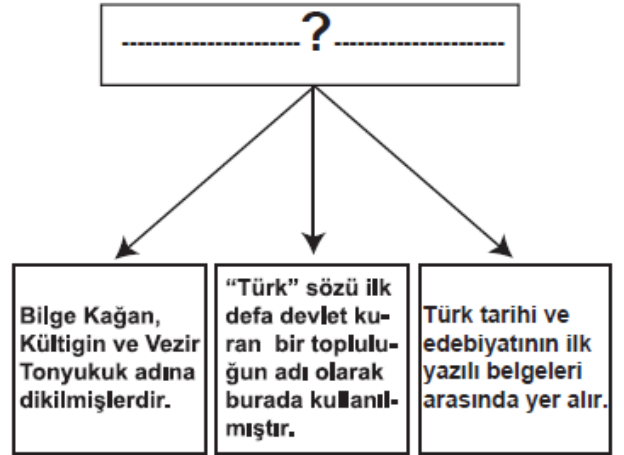 --------------------?--------------------
Bilge Kağan,
Kültigin ve Vezir
Tonyukuk adına
dikilmişlerdir.
“Türk” sözü ilk
defa devlet ku-
ran bir toplulu-
ğun adı olarak
burada kullanıl-
mıştır.
Türk tarihi ve
edebiyatının ilk
yazılı belgeleri
arasında yer alır.